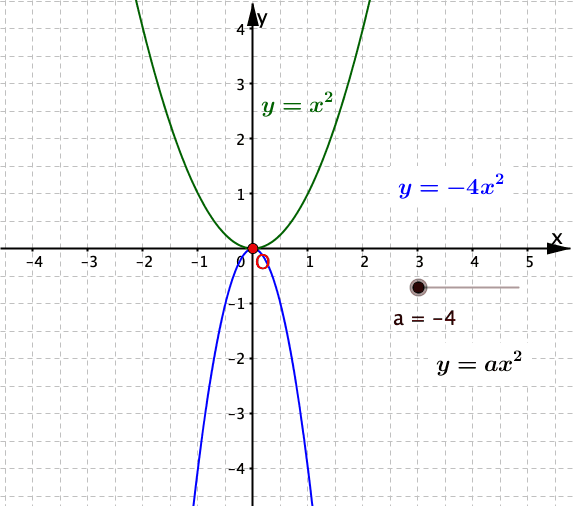 y
4
y = x²
3
2
y = −4x²
1
x
-4 -3 -2 -1 0 1 2 3 4 5
O
-1
a = −4
-2
y = ax²
-3
-4